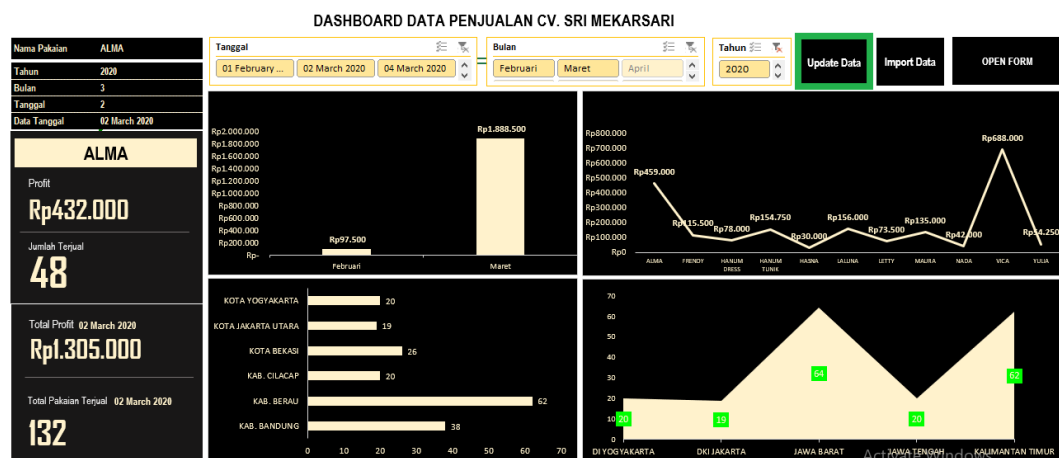 DASHBOARD DATA PENJUALAN CV. SRI MEKARSARI
Nama Pakaian ALMA
Tahun 2020
Bulan 3
Tanggal 2
Data Tanggal 02 March 2020
Tanggal
01 February ... 02 March 2020 04 March 2020
Bulan
Februari Maret April
Tahun
2020
Update Data
Import Data
OPEN FORM
ALMA
Profit
Rp432.000
Jumlah Terjual
48
Total Profit 02 March 2020
Rp1.305.000
Total Pakaian Terjual 02 March 2020
132
Rp2.000.000
Rp1.800.000
Rp1.600.000
Rp1.400.000
Rp1.200.000
Rp1.000.000
Rp800.000
Rp600.000
Rp400.000
Rp200.000
Rp-
Rp97.500
Rp1.888.500
Februari Maret
Rp800.000
Rp700.000
Rp600.000
Rp500.000
Rp400.000
Rp300.000
Rp200.000
Rp100.000
Rp0
Rp459.000
Rp115.500
Rp78.000
Rp154.750
Rp30.000
Rp156.000
Rp73.500
Rp135.000
Rp42.000
Rp688.000
Rp54.250
ALMA FRENDY HANUM DRESS HANUM TUNIK HASNA LALUNA LETTY MALIRA NADA VICA YULIA
KOTA YOGYAKARTA 20
KOTA JAKARTA UTARA 19
KOTA BEKASI 26
KAB. CILACAP 20
KAB. BERAU 62
KAB. BANDUNG 38
0 10 20 30 40 50 60 70
70
60
50
40
30
20
10
0
20
19
64
20
62
DI YOGYAKARTA DKI JAKARTA JAWA BARAT JAWA TENGAH KALIMANTAN TIMUR
Activate Windows